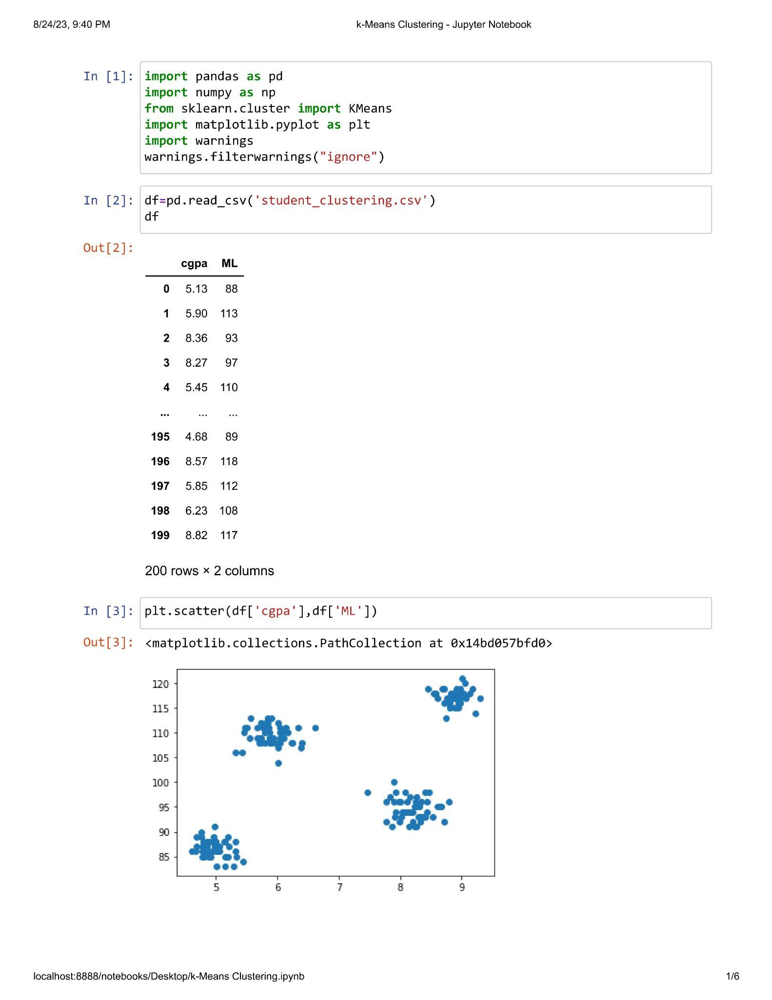 8/24/23, 9:40 PM k-Means Clustering - Jupyter Notebook
In [1]: import pandas as pd
import numpy as np
from sklearn.cluster import KMeans
import matplotlib.pyplot as plt
import warnings
warnings.filterwarnings("ignore")
In [2]: df=pd.read_csv('student_clustering.csv')
df
Out[2]:
cgpa ML
0 5.13 88
1 5.90 113
2 8.36 93
3 8.27 97
4 5.45 110
... ... ...
195 4.68 89
196 8.57 118
197 5.85 112
198 6.23 108
199 8.82 117
200 rows × 2 columns
In [3]: plt.scatter(df['cgpa'],df['ML'])
Out[3]: <matplotlib.collections.PathCollection at 0x14bd057bfd0>
120
115
110
105
100
95
90
85
5 6 7 8 9
localhost:8888/notebooks/Desktop/k-Means Clustering.ipynb 1/6